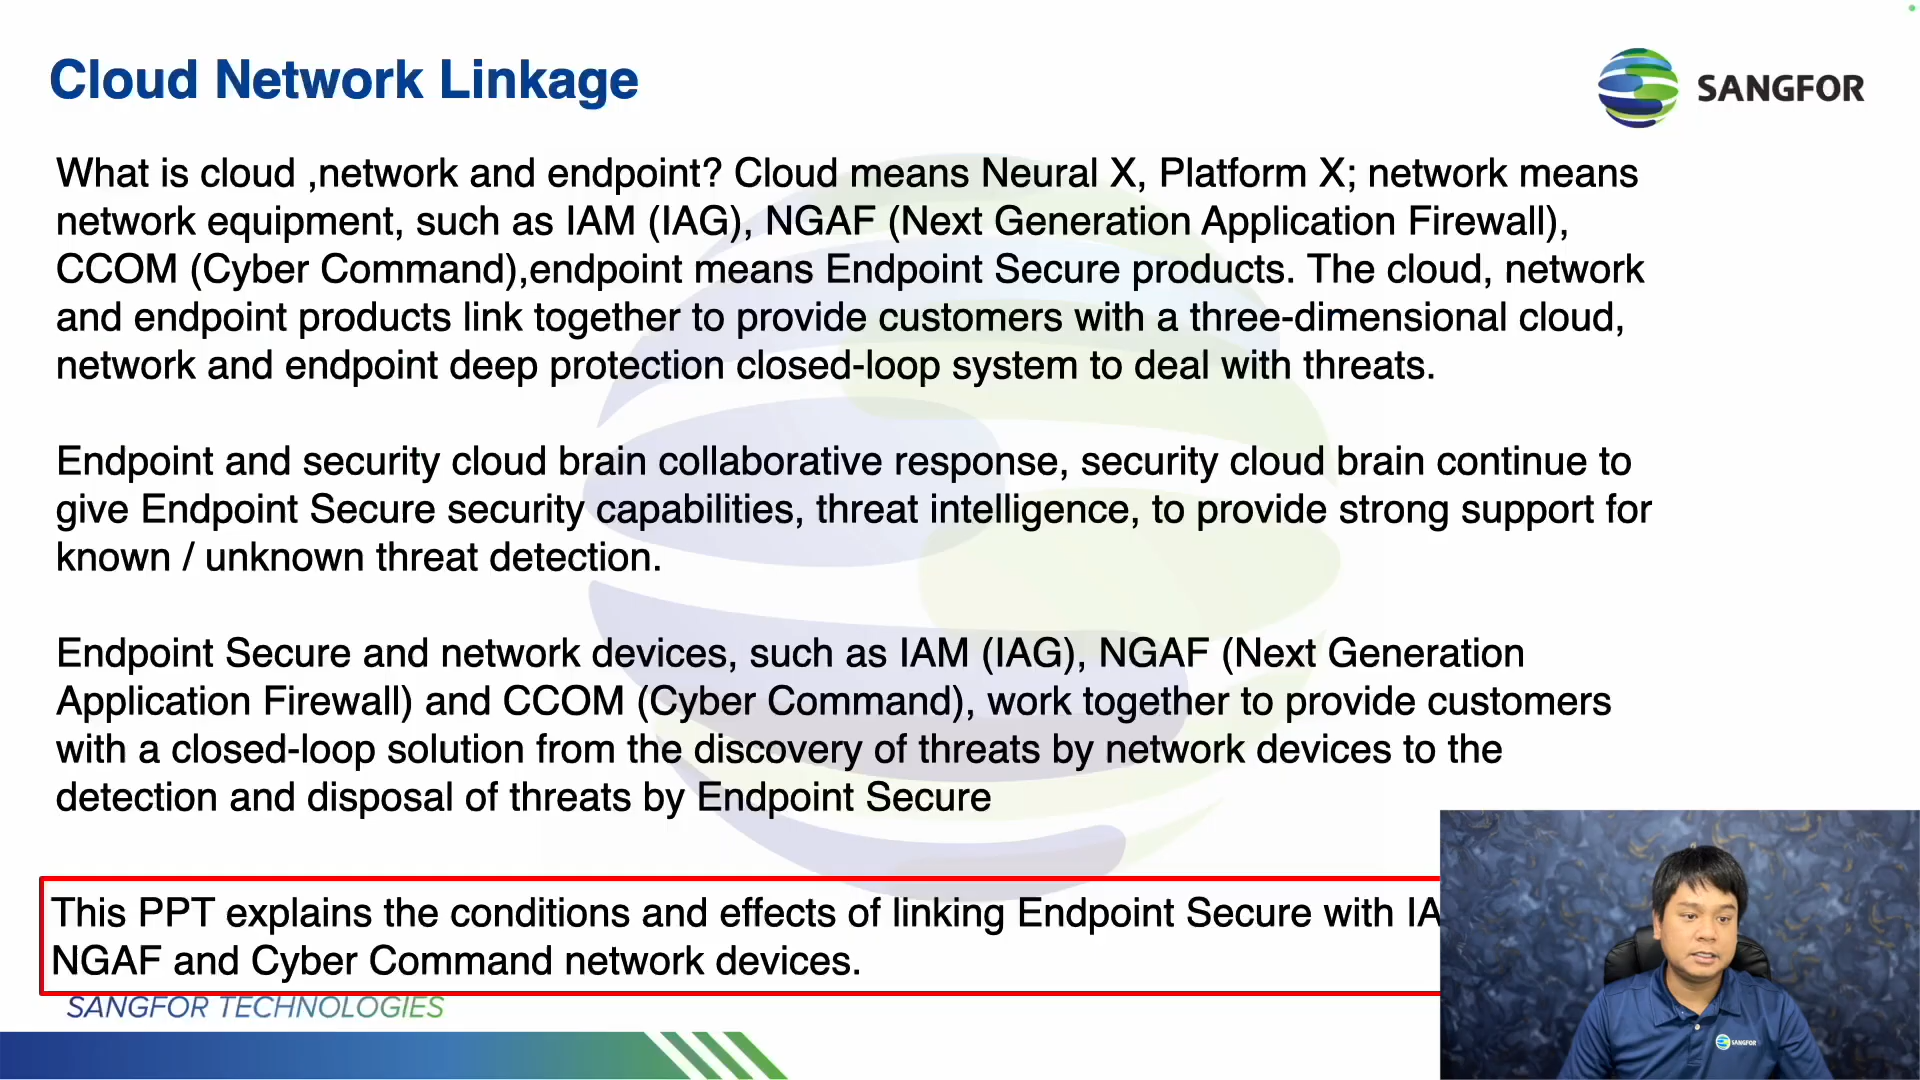 Cloud Network Linkage
SANGFOR
What is cloud ,network and endpoint? Cloud means Neural X, Platform X; network means
network equipment, such as IAM (IAG), NGAF (Next Generation Application Firewall),
CCOM (Cyber Command),endpoint means Endpoint Secure products. The cloud, network
and endpoint products link together to provide customers with a three-dimensional cloud,
network and endpoint deep protection closed-loop system to deal with threats.
Endpoint and security cloud brain collaborative response, security cloud brain continue to
give Endpoint Secure security capabilities, threat intelligence, to provide strong support for
known / unknown threat detection.
Endpoint Secure and network devices, such as IAM (IAG), NGAF (Next Generation
Application Firewall) and CCOM (Cyber Command), work together to provide customers
with a closed-loop solution from the discovery of threats by network devices to the
detection and disposal of threats by Endpoint Secure
This PPT explains the conditions and effects of linking Endpoint Secure with IA
NGAF and Cyber Command network devices.
SANGFOR TECHNOLOGIES
SANGFOR